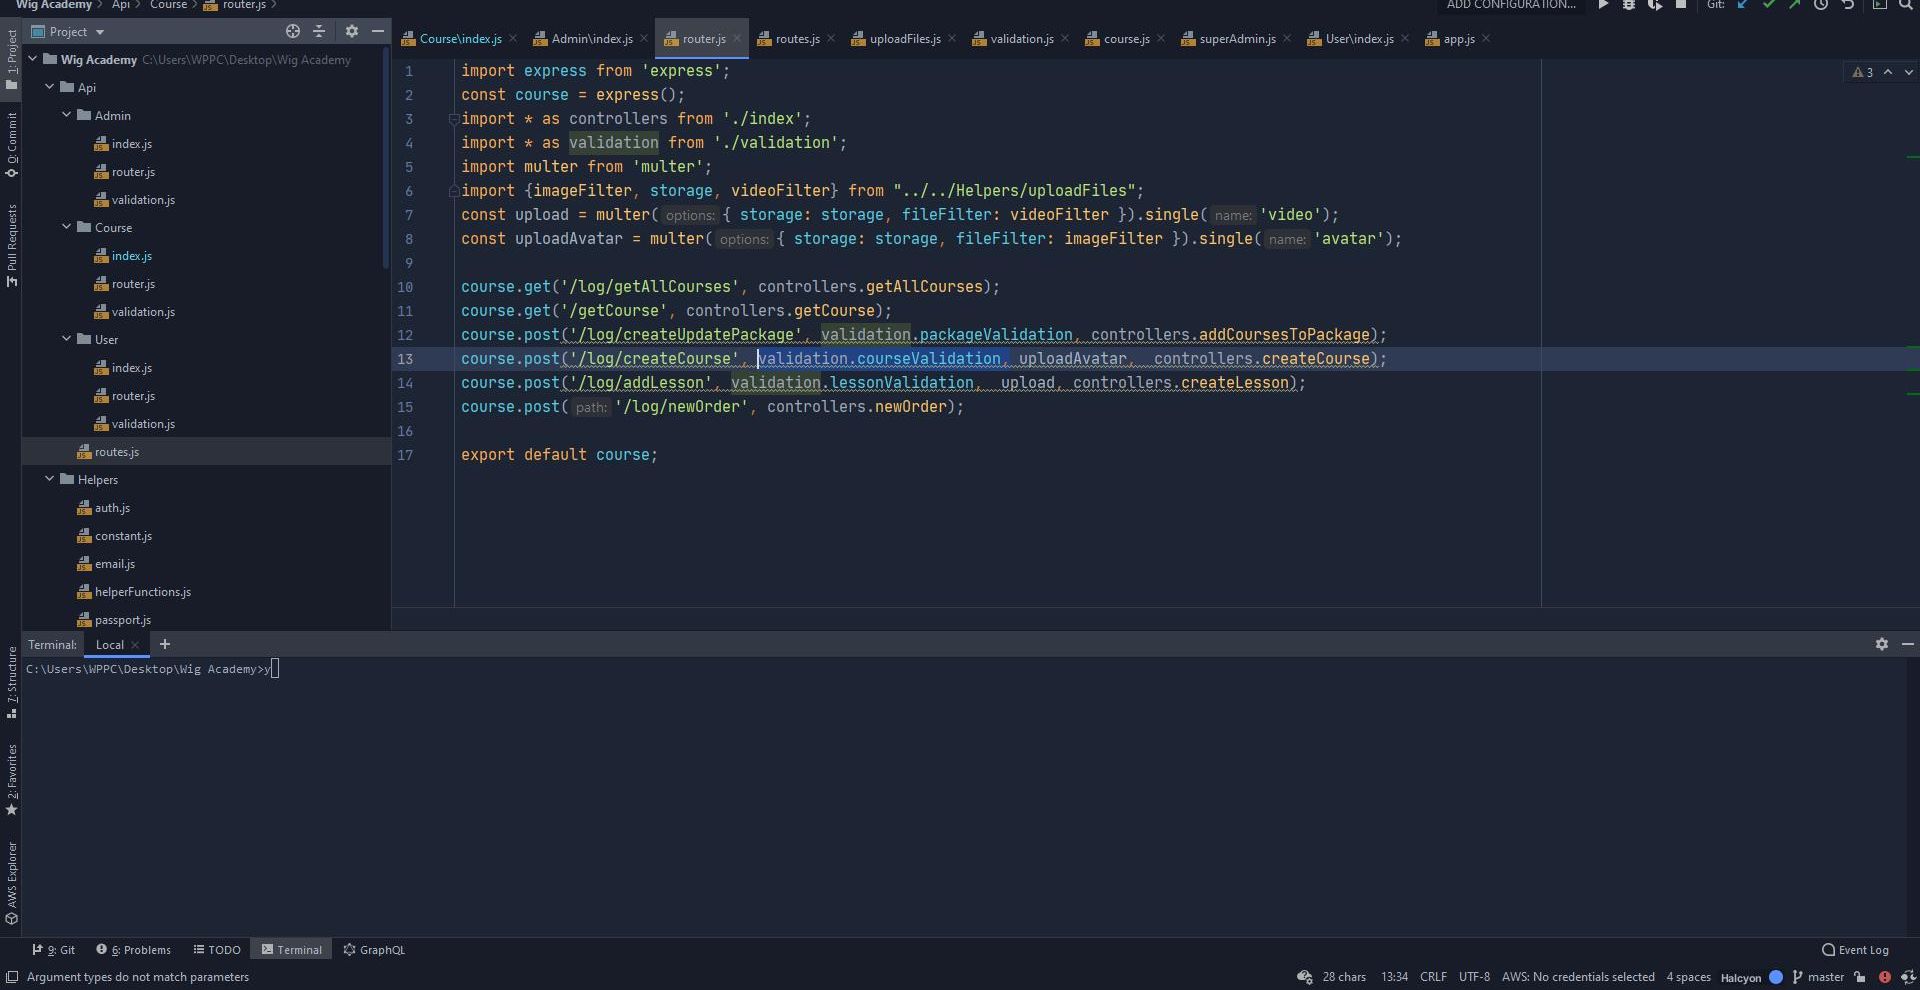 Wig Academy Api Course router.js
ADD CONFIGURATION... Git:
Project
Course\index.js Admin\index.js router.js routes.js uploadFiles.js validation.js course.js superAdmin.js User\index.js app.js
1: Project
0: Commit
Pull Requests
7: Structure
2: Favorites
AWS Explorer
Wig Academy C:\Users\WPPC\Desktop\Wig Academy
Api
Admin
index.js
router.js
validation.js
Course
index.js
router.js
validation.js
User
index.js
router.js
validation.js
routes.js
Helpers
auth.js
constant.js
email.js
helperFunctions.js
passport.js
3
1 import express from 'express';
2 const course = express();
3 import * as controllers from './index';
4 import * as validation from './validation';
5 import multer from 'multer';
6 import {imageFilter, storage, videoFilter} from "../../Helpers/uploadFiles";
7 const upload = multer( options: { storage: storage, fileFilter: videoFilter }).single( name: 'video');
8 const uploadAvatar = multer( options: { storage: storage, fileFilter: imageFilter }).single( name: 'avatar');
9
10 course.get('/log/getAllCourses', controllers.getAllCourses);
11 course.get('/getCourse', controllers.getCourse);
12 course.post('/log/createUpdatePackage', validation.packageValidation, controllers.addCoursesToPackage);
13 course.post('/log/createCourse', validation.courseValidation, uploadAvatar, controllers.createCourse);
14 course.post('/log/addLesson', validation.lessonValidation, upload, controllers.createLesson);
15 course.post( path: '/log/newOrder', controllers.newOrder);
16
17 export default course;
Terminal: Local
C:\Users\WPPC\Desktop\Wig Academy>y
9: Git 6: Problems TODO Terminal GraphQL Event Log
Argument types do not match parameters 28 chars 13:34 CRLF UTF-8 AWS: No credentials selected 4 spaces Halcyon master